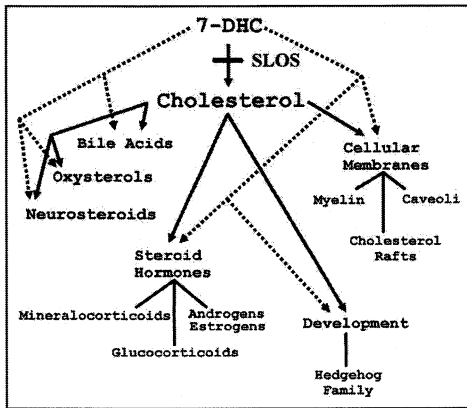 7-DHC
SLOS
Cholesterol
Bile Acids
Oxysterols
Neurosteroids
Cellular
Membranes
Myelin
Caveoli
Cholesterol
Rafts
Steroid
Hormones
Mineralocorticoids
Androgens
Estrogens
Glucocorticoids
Development
Hedgehog
Family